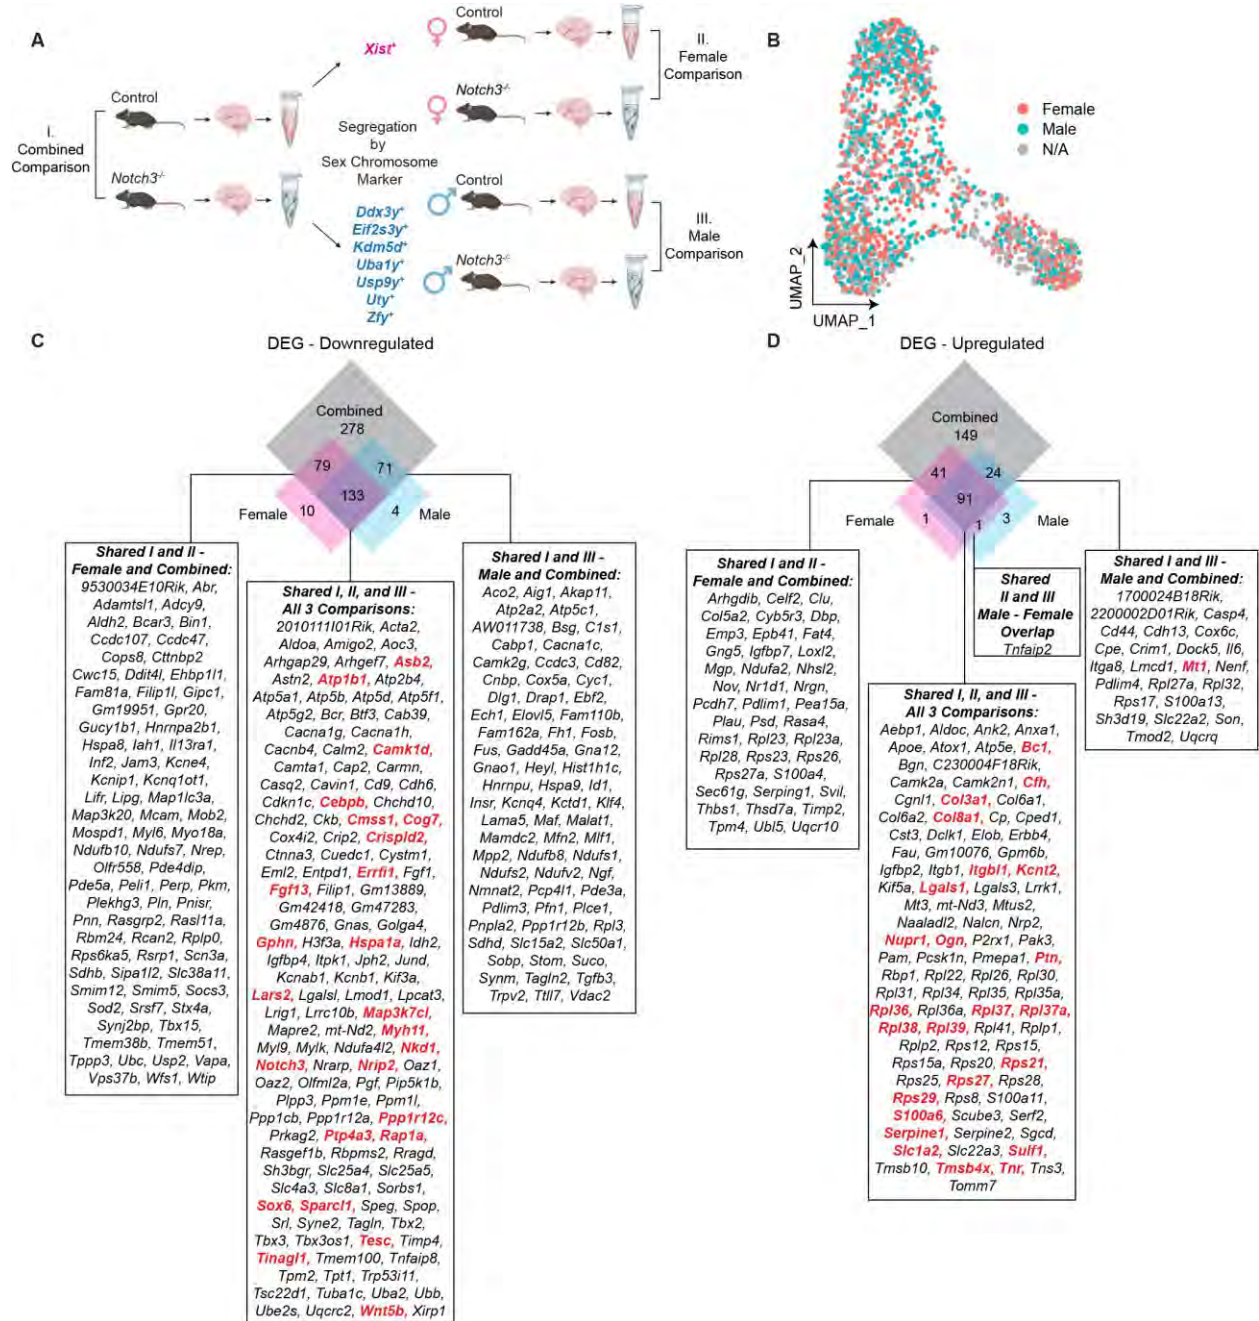 A
I.
Combined
Comparison
Control
Notch3-/-
Xist+
Segregation
by
Sex Chromosome
Marker
Ddx3y+
Eif2s3y+
Kdm5d+
Uba1y+
Usp9y+
Uty+
Zfy+
Control
Notch3-/-
II.
Female
Comparison
Control
Notch3-/-
III.
Male
Comparison
B
Female
Male
N/A
UMAP_2
UMAP_1
C
DEG - Downregulated
Combined
278
79
71
133
10
4
Female
Male
Shared I and II -
Female and Combined:
9530034E10Rik, Abr,
Adamtsl1, Adcy9,
Aldh2, Bcar3, Bin1,
Ccdc107, Ccdc47,
Cops8, Cttnbp2
Cwc15, Ddit4l, Ehbp1l1,
Fam81a, Filip1l, Gipc1,
Gm19951, Gpr20,
Gucy1b1, Hnrnpa2b1,
Hspa8, Iah1, Il13ra1,
Inf2, Jam3, Kcne4,
Kcnip1, Kcnq1ot1,
Lifr, Lipg, Map1lc3a,
Map3k20, Mcam, Mob2,
Mospd1, Myl6, Myo18a,
Ndufb10, Ndufs7, Nrep,
Olfr558, Pde4dip,
Pde5a, Peli1, Perp, Pkm,
Plekhg3, Pln, Pnisr,
Pnn, Rasgrp2, Rasl11a,
Rbm24, Rcan2, Rplp0,
Rps6ka5, Rsrp1, Scn3a,
Sdhb, Sipa1l2, Slc38a11,
Smim12, Smim5, Socs3,
Sod2, Srsf7, Stx4a,
Synj2bp, Tbx15,
Tmem38b, Tmem51,
Tppp3, Ubc, Usp2, Vapa,
Vps37b, Wfs1, Wtip
Shared I, II, and III -
All 3 Comparisons:
2010111I01Rik, Acta2,
Aldoa, Amigo2, Aoc3,
Arhgap29, Arhgef7, Asb2,
Astn2, Atp1b1, Atp2b4,
Atp5a1, Atp5b, Atp5d, Atp5f1,
Atp5g2, Bcr, Btf3, Cab39,
Cacna1g, Cacna1h,
Cacnb4, Calm2, Camk1d,
Camta1, Cap2, Carmn,
Casq2, Cavin1, Cd9, Cdh6,
Cdkn1c, Cebpb, Chchd10,
Chchd2, Ckb, Cmss1, Cog7,
Cox4i2, Crip2, Crispld2,
Ctnna3, Cuedc1, Cystm1,
Eml2, Entpd1, Errfi1, Fgf1,
Fgf13, Filip1, Gm13889,
Gm42418, Gm47283,
Gm4876, Gnas, Golga4,
Gphn, H3f3a, Hspa1a, Idh2,
Igfbp4, Itpk1, Jph2, Jund,
Kcnab1, Kcnb1, Kif3a,
Lars2, Lgalsl, Lmod1, Lpcat3,
Lrig1, Lrrc10b, Map3k7cl,
Mapre2, mt-Nd2, Myh11,
Myl9, Mylk, Ndufa4l2, Nkd1,
Notch3, Nrarp, Nrip2, Oaz1,
Oaz2, Olfml2a, Pgf, Pip5k1b,
Plpp3, Ppm1e, Ppm1l,
Ppp1cb, Ppp1r12a, Ppp1r12c,
Prkag2, Ptp4a3, Rap1a,
Rasgef1b, Rbpms2, Rragd,
Sh3bgr, Slc25a4, Slc25a5,
Slc4a3, Slc8a1, Sorbs1,
Sox6, Sparcl1, Speg, Spop,
Srl, Syne2, Tagln, Tbx2,
Tbx3, Tbx3os1, Tesc, Timp4,
Tinagl1, Tmem100, Tnfaip8,
Tpm2, Tpt1, Trp53i11,
Tsc22d1, Tuba1c, Uba2, Ubb,
Ube2s, Uqcrc2, Wnt5b, Xirp1
Shared I and III -
Male and Combined:
Aco2, Aig1, Akap11,
Atp2a2, Atp5c1,
AW011738, Bsg, C1s1,
Cabp1, Cacna1c,
Camk2g, Ccdc3, Cd82,
Cnbp, Cox5a, Cyc1,
Dlg1, Drap1, Ebf2,
Ech1, Elovl5, Fam110b,
Fam162a, Fh1, Fosb,
Fus, Gadd45a, Gna12,
Gnao1, Heyl, Hist1h1c,
Hnrnpu, Hspa9, Id1,
Insr, Kcnq4, Kctd1, Klf4,
Lama5, Maf, Malat1,
Mamdc2, Mfn2, Mlf1,
Mpp2, Ndufb8, Ndufs1,
Ndufs2, Ndufv2, Ngf,
Nmnat2, Pcp4l1, Pde3a,
Pdlim3, Pfn1, Plce1,
Pnpla2, Ppp1r12b, Rpl3,
Sdhd, Slc15a2, Slc50a1,
Sobp, Stom, Suco,
Synm, Tagln2, Tgfb3,
Trpv2, Ttll7, Vdac2
D
DEG - Upregulated
Combined
149
41
24
91
1
1
3
Female
Male
Shared I and II -
Female and Combined:
Arhgdib, Celf2, Clu,
Col5a2, Cyb5r3, Dbp,
Emp3, Epb41, Fat4,
Gng5, Igfbp7, Loxl2,
Mgp, Ndufa2, Nhsl2,
Nov, Nr1d1, Nrgn,
Pcdh7, Pdlim1, Pea15a,
Plau, Psd, Rasa4,
Rims1, Rpl23, Rpl23a,
Rpl28, Rps23, Rps26,
Rps27a, S100a4,
Sec61g, Serping1, Svil,
Thbs1, Thsd7a, Timp2,
Tpm4, Ubl5, Uqcr10
Shared
II and III
Male - Female
Overlap
Tnfaip2
Shared I and III -
Male and Combined:
1700024B18Rik,
2200002D01Rik, Casp4,
Cd44, Cdh13, Cox6c,
Cpe, Crim1, Dock5, Il6,
Itga8, Lmcd1, Mt1, Nenf,
Pdlim4, Rpl27a, Rpl32,
Rps17, S100a13,
Sh3d19, Slc22a2, Son,
Tmod2, Uqcrq
Shared I, II, and III -
All 3 Comparisons:
Aebp1, Aldoc, Ank2, Anxa1,
Apoe, Atox1, Atp5e, Bc1,
Bgn, C230004F18Rik,
Camk2a, Camk2n1, Cfh,
Cgnl1, Col3a1, Col6a1,
Col6a2, Col8a1, Cp, Cped1,
Cst3, Dclk1, Elob, Erbb4,
Fau, Gm10076, Gpm6b,
Igfbp2, Itgb1, Itgbl1, Kcnt2,
Kif5a, Lgals1, Lgals3, Lrrk1,
Mt3, mt-Nd3, Mtus2,
Naaladl2, Nalcn, Nrp2,
Nupr1, Ogn, P2rx1, Pak3,
Pam, Pcsk1n, Pmepa1, Ptn,
Rbp1, Rpl22, Rpl26, Rpl30,
Rpl31, Rpl34, Rpl35, Rpl35a,
Rpl36, Rpl36a, Rpl37, Rpl37a,
Rpl38, Rpl39, Rpl41, Rplp1,
Rplp2, Rps12, Rps15,
Rps15a, Rps20, Rps21,
Rps25, Rps27, Rps28,
Rps29, Rps8, S100a11,
S100a6, Scube3, Serf2,
Serpine1, Serpine2, Sgcd,
Slc1a2, Slc22a3, Sulf1,
Tmsb10, Tmsb4x, Tnr, Tns3,
Tomm7